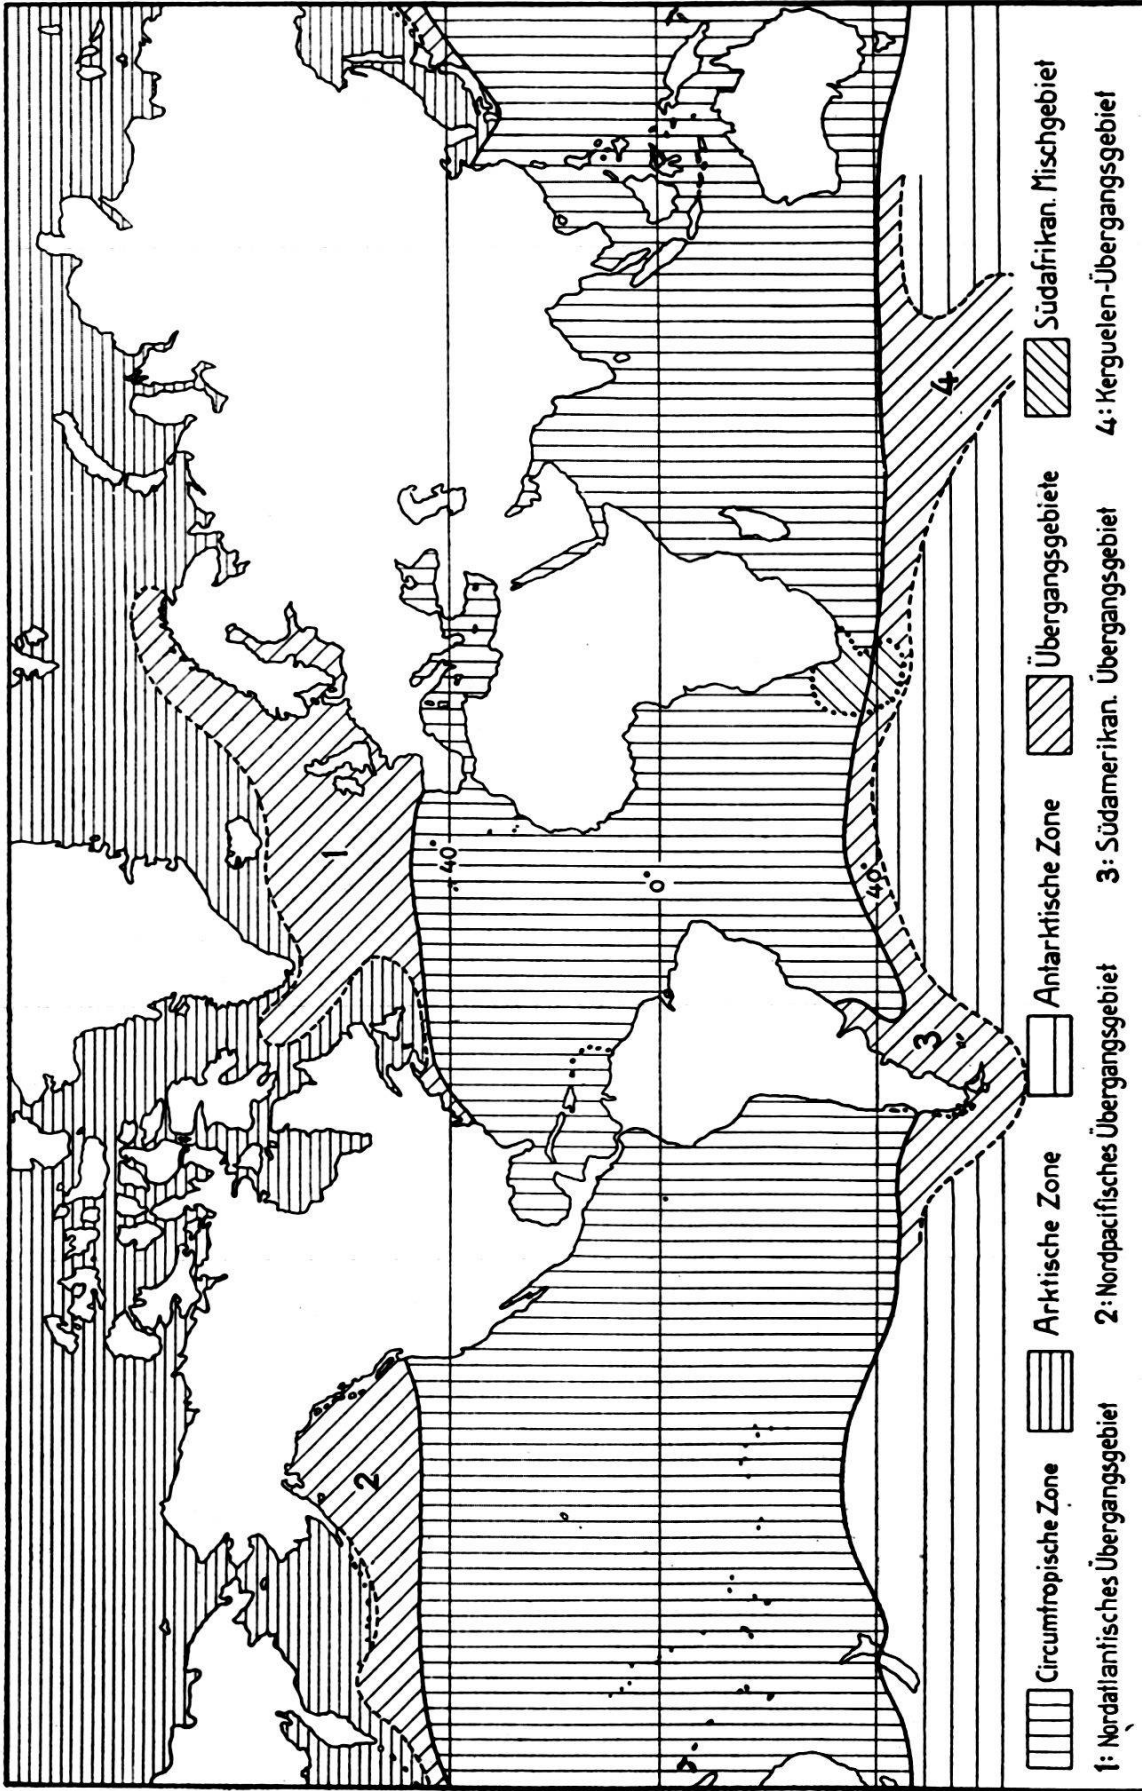 1
2
3
4
40°
0°
40°
Circumtropische Zone
Arktische Zone
Antarktische Zone
Übergangsgebiete
Südafrikan. Mischgebiet
1: Nordatlantisches Übergangsgebiet
2: Nordpacifisches Übergangsgebiet
3: Südamerikan. Übergangsgebiet
4: Kerguelen-Übergangsgebiet